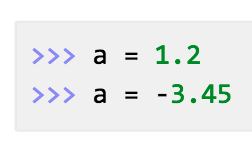 >>> a = 1.2
>>> a = -3.45